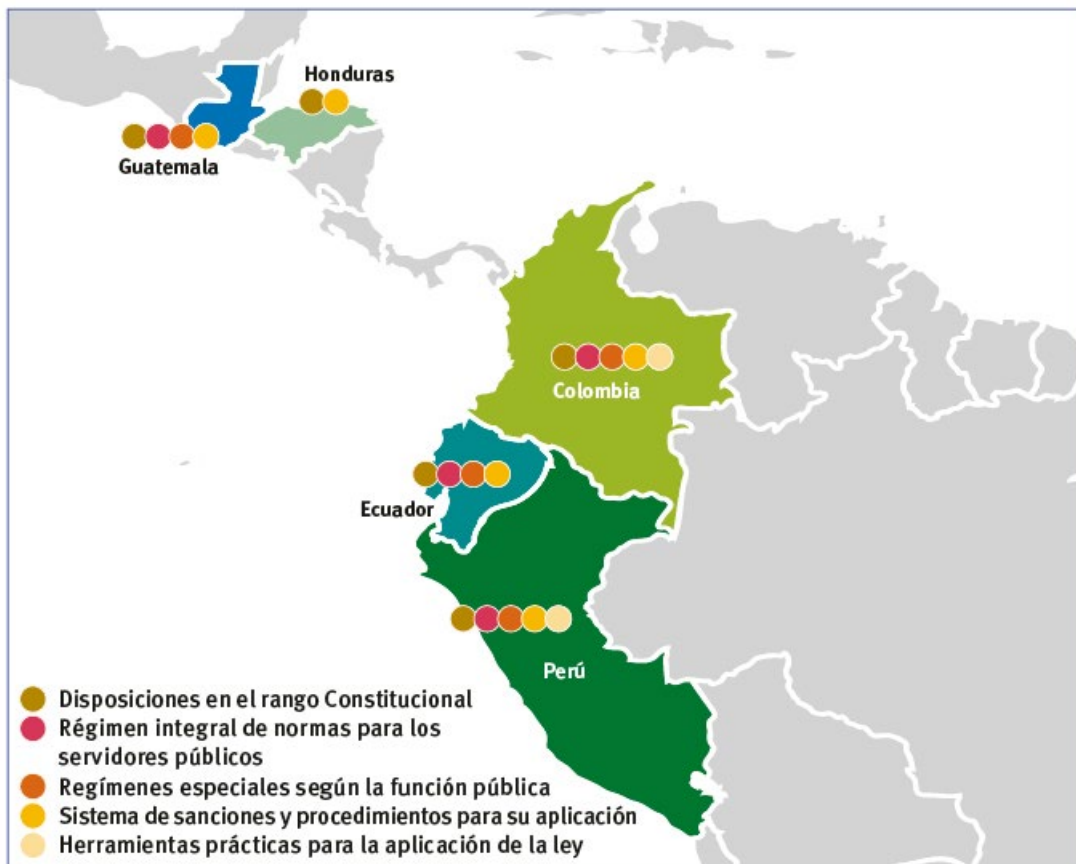 Honduras
Guatemala
Colombia
Ecuador
Perú
Disposiciones en el rango Constitucional
Régimen integral de normas para los
servidores públicos
Regímenes especiales según la función pública
Sistema de sanciones y procedimientos para su aplicación
Herramientas prácticas para la aplicación de la ley